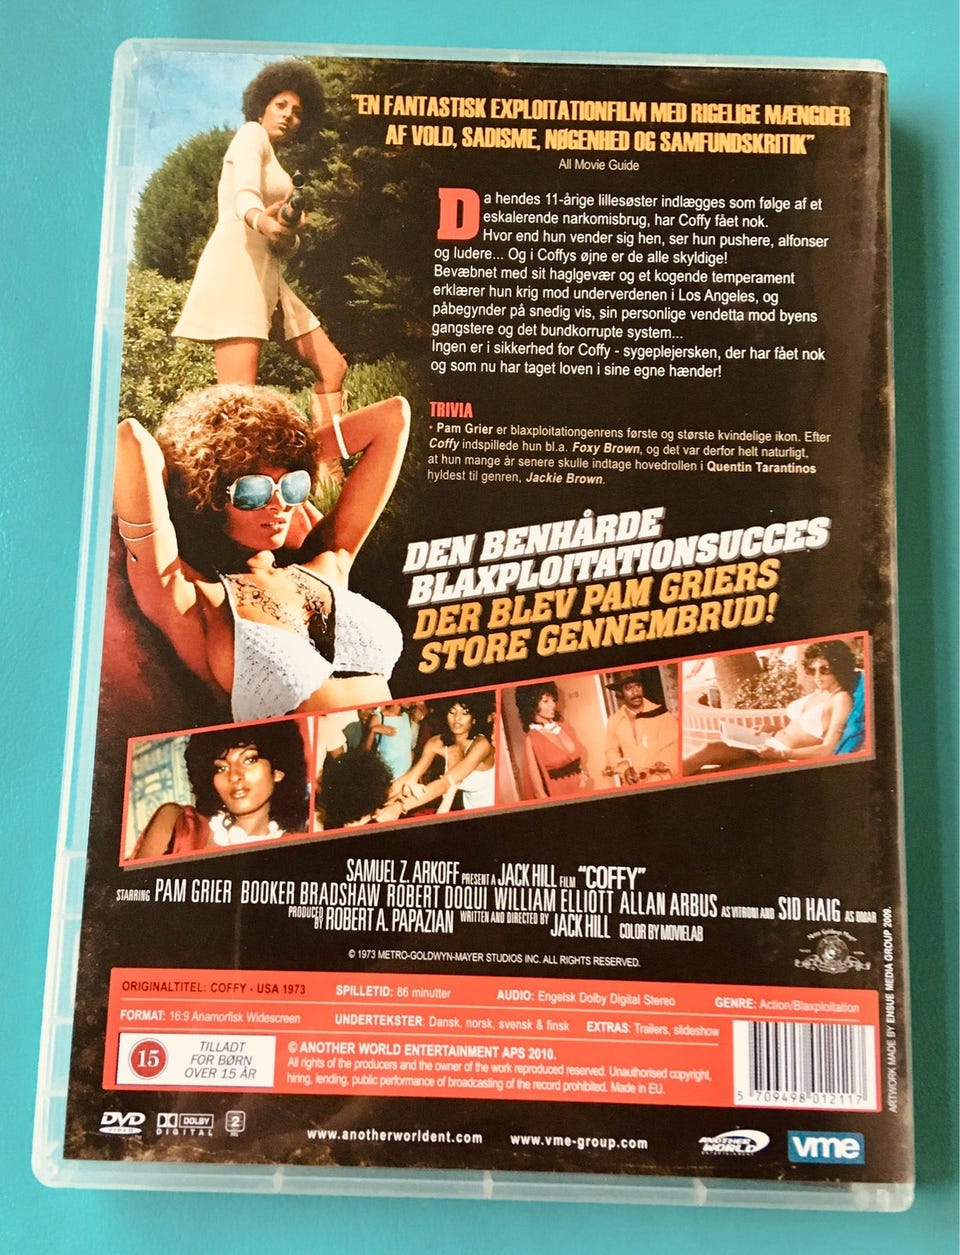 "EN FANTASTISK EXPLOITATIONFILM MED RIGELIGE MÆNGDER
AF VOLD, SADISME, NØGENHED OG SAMFUNDSKRITIK"
All Movie Guide
Da hendes 11-årige lillesøster indlægges som følge af et
eskalerende narkomisbrug, har Coffy fået nok.
Hvor end hun vender sig hen, ser hun pushere, alfonser
og ludere... Og i Coffys øjne er de alle skyldige!
Bevæbnet med sit haglgevær og et kogende temperament
erklærer hun krig mod underverdenen i Los Angeles, og
påbegynder på snedig vis, sin personlige vendetta mod byens
gangstere og det bundkorrupte system...
Ingen er i sikkerhed for Coffy - sygeplejersken, der har fået nok
og som nu har taget loven i sine egne hænder!
TRIVIA
• Pam Grier er blaxploitationgenrens første og største kvindelige ikon. Efter
Coffy indspillede hun bl.a. Foxy Brown, og det var derfor helt naturligt,
at hun mange år senere skulle indtage hovedrollen i Quentin Tarantinos
hyldest til genren, Jackie Brown.
DEN BENHÅRDE
BLAXPLOITATIONSUCCES
DER BLEV PAM GRIERS
STORE GENNEMBRUD!
SAMUEL Z. ARKOFF PRESENT A JACK HILL FILM "COFFY"
STARRING PAM GRIER BOOKER BRADSHAW ROBERT DOQUI WILLIAM ELLIOTT ALLAN ARBUS AS VITRONI AND SID HAIG AS OMAR
PRODUCED BY ROBERT A. PAPAZIAN WRITTEN AND DIRECTED BY JACK HILL COLOR BY MOVIELAB
© 1973 METRO-GOLDWYN-MAYER STUDIOS INC. ALL RIGHTS RESERVED.
ORIGINALTITEL: COFFY - USA 1973 SPILLETID: 86 minutter AUDIO: Engelsk Dolby Digital Stereo GENRE: Action/Blaxploitation
FORMAT: 16:9 Anamorfisk Widescreen UNDERTEKSTER: Dansk, norsk, svensk & finsk EXTRAS: Trailers, slideshow
15
TILLADT
FOR BØRN
OVER 15 ÅR
© ANOTHER WORLD ENTERTAINMENT APS 2010.
All rights of the producers and the owner of the work reproduced reserved. Unauthorised copyright,
hiring, lending, public performance of broadcasting of the record prohibited. Made in EU.
5 709498 012117
ARTWORK MADE BY ENSUE MEDIA GROUP 2009.
DVD
VIDEO
DOLBY
DIGITAL
2
www.anotherworldent.com www.vme-group.com
ANOTHER
WORLD
ENTERTAINMENT
vme